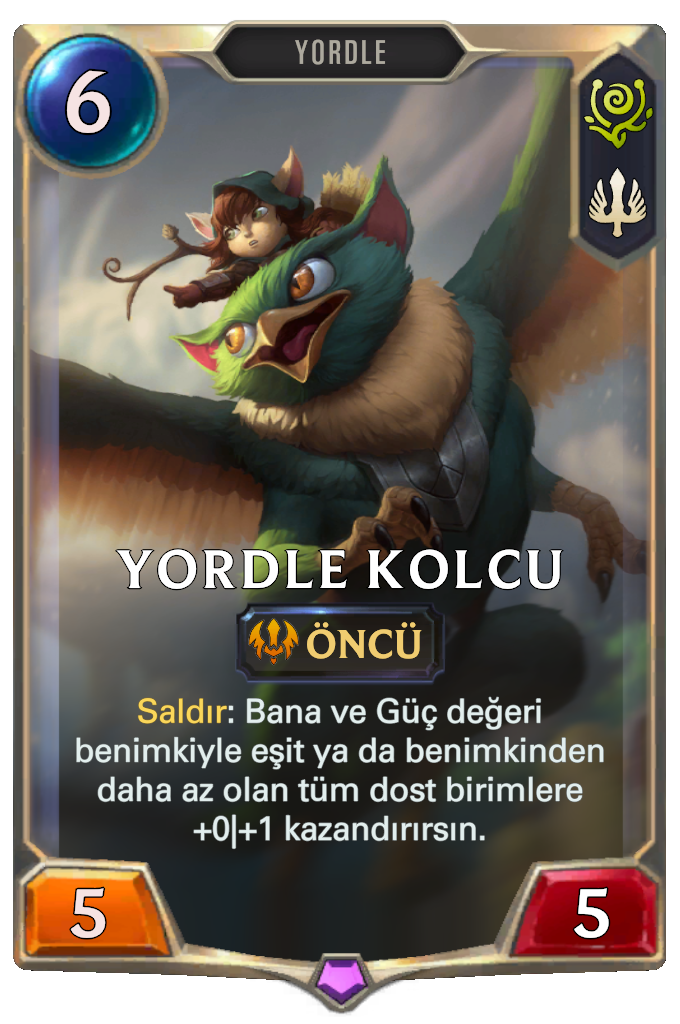 YORDLE
6
YORDLE KOLCU
ÖNCÜ
Saldır: Bana ve Güç değeri
benimkiyle eşit ya da benimkinden
daha az olan tüm dost birimlere
+0|+1 kazandırırsın.
5
5